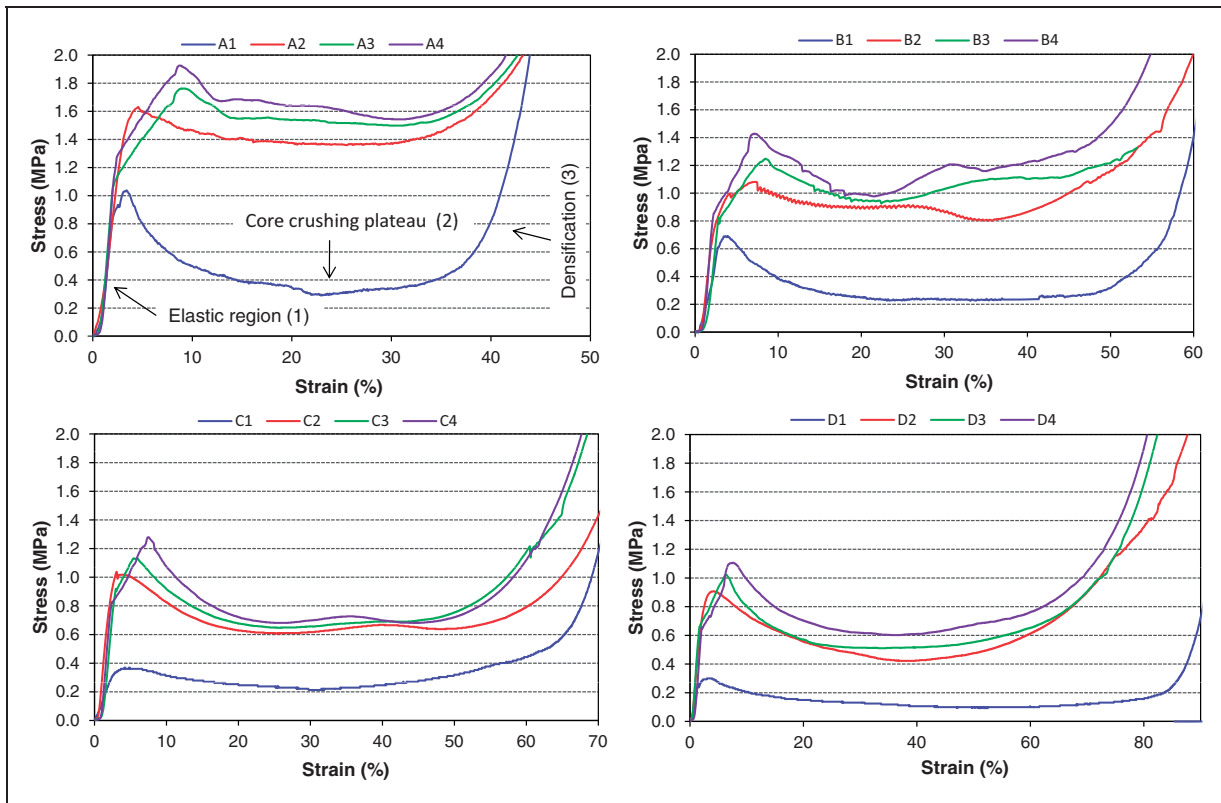 A1 A2 A3 A4
2.0
1.8
1.6
1.4
1.2
1.0
0.8
0.6
0.4
0.2
0.0
Stress (MPa)
Core crushing plateau (2)
Elastic region (1)
Densification (3)
0 10 20 30 40 50
Strain (%)
B1 B2 B3 B4
2.0
1.8
1.6
1.4
1.2
1.0
0.8
0.6
0.4
0.2
0.0
Stress (Mpa)
0 10 20 30 40 50 60
Strain (%)
C1 C2 C3 C4
2.0
1.8
1.6
1.4
1.2
1.0
0.8
0.6
0.4
0.2
0.0
Stress (MPa)
0 10 20 30 40 50 60 70
Strain (%)
D1 D2 D3 D4
2.0
1.8
1.6
1.4
1.2
1.0
0.8
0.6
0.4
0.2
0.0
Stress (MPa)
0 20 40 60 80
Strain (%)